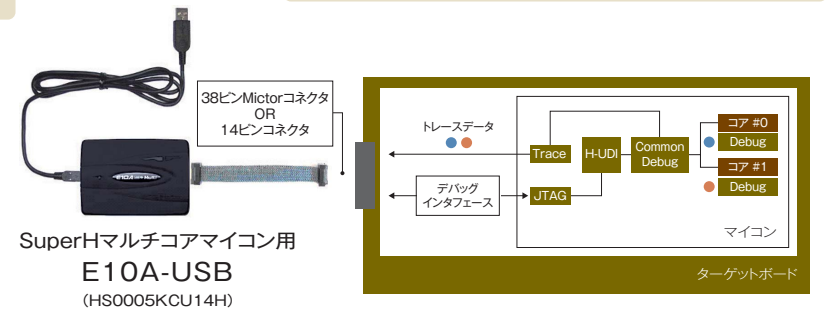 38ピンMictorコネクタ
OR
14ピンコネクタ
E10A-USB Multi
SuperHマルチコアマイコン用
E10A-USB
(HS0005KCU14H)
トレースデータ
デバッグ
インタフェース
Trace
JTAG
H-UDI
Common
Debug
コア #0
Debug
コア #1
Debug
マイコン
ターゲットボード